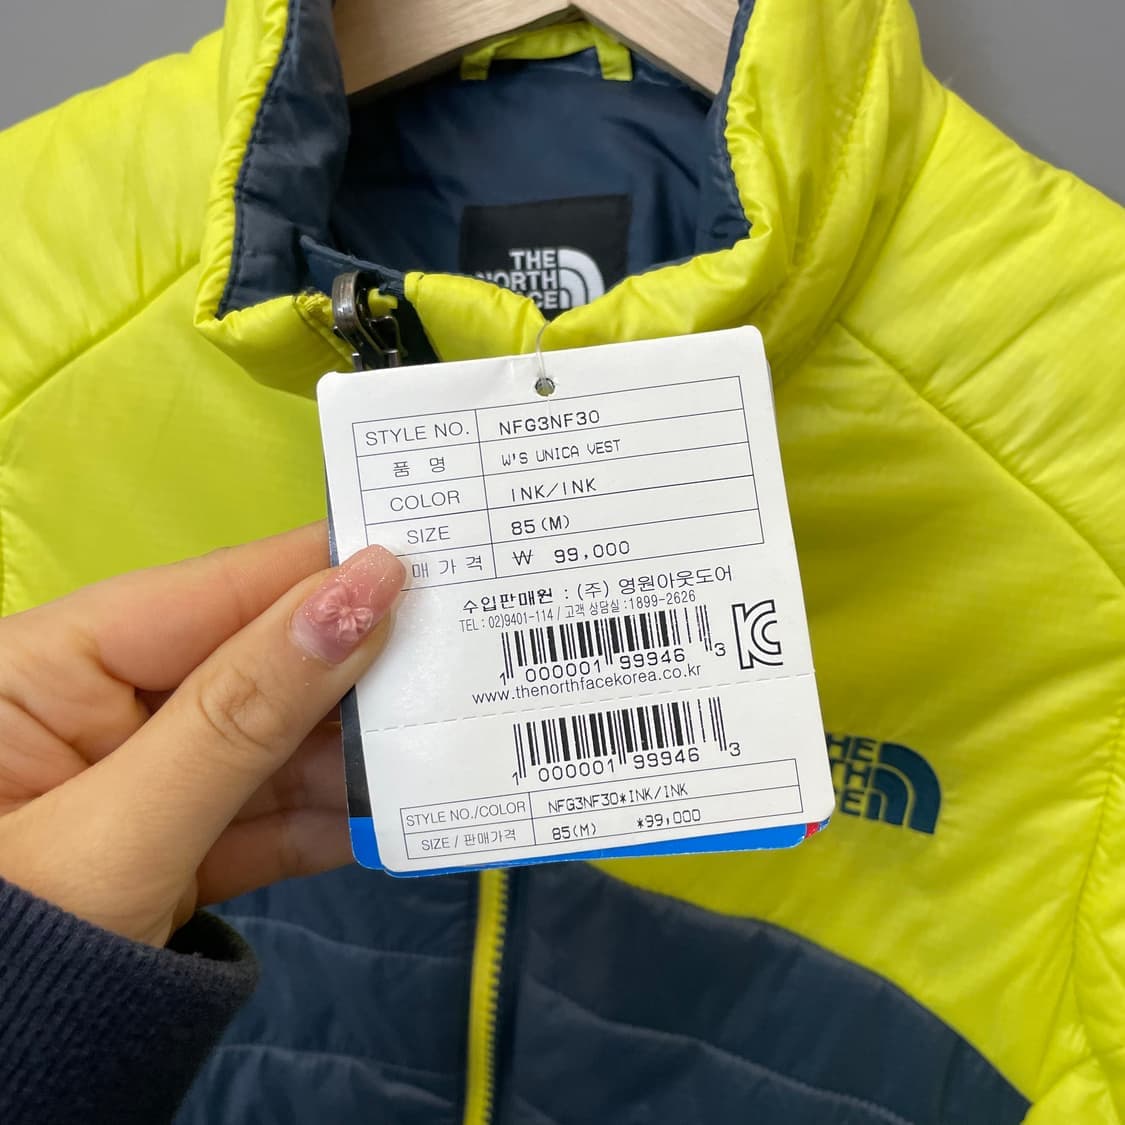 THE
NORTH
FACE
STYLE NO. NFG3NF30
품 명 W'S UNICA VEST
COLOR INK/INK
SIZE 85(M)
매 가 격 ₩ 99,000
수입판매원 : (주) 영원아웃도어
TEL : 02)9401-114 / 고객 상담실 : 1899-2626
1 000001 99946 3
www.thenorthfacekorea.co.kr
1 000001 99946 3
STYLE NO./COLOR NFG3NF30*INK/INK
SIZE / 판매가격 85(M) *99,000
THE
NORTH
FACE